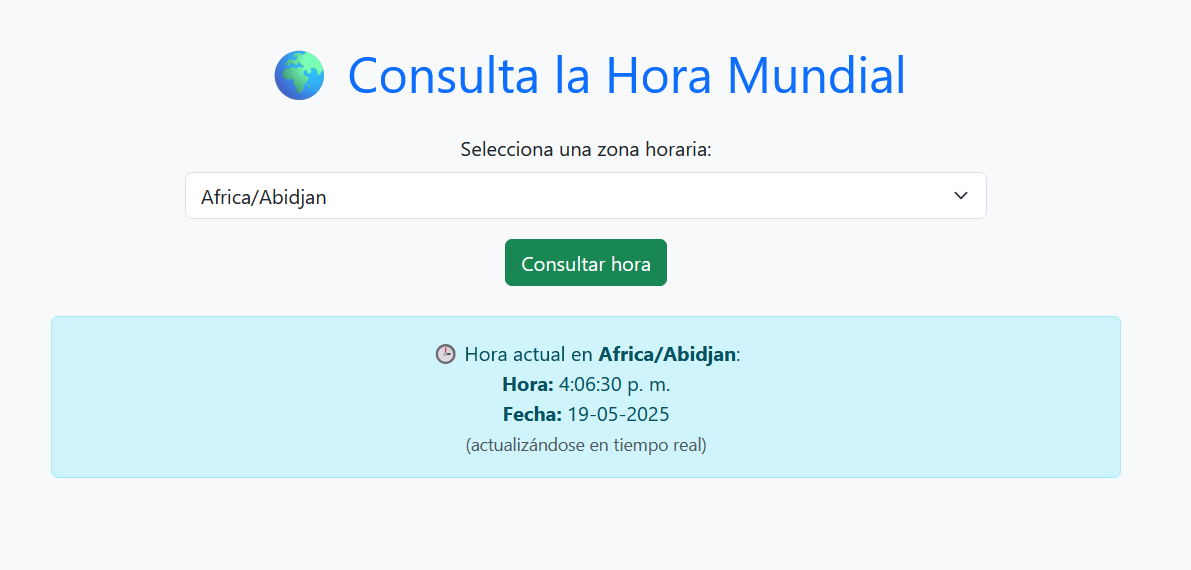 Consulta la Hora Mundial
Selecciona una zona horaria:
Africa/Abidjan
Consultar hora
Hora actual en Africa/Abidjan:
Hora: 4:06:30 p. m.
Fecha: 19-05-2025
(actualizándose en tiempo real)